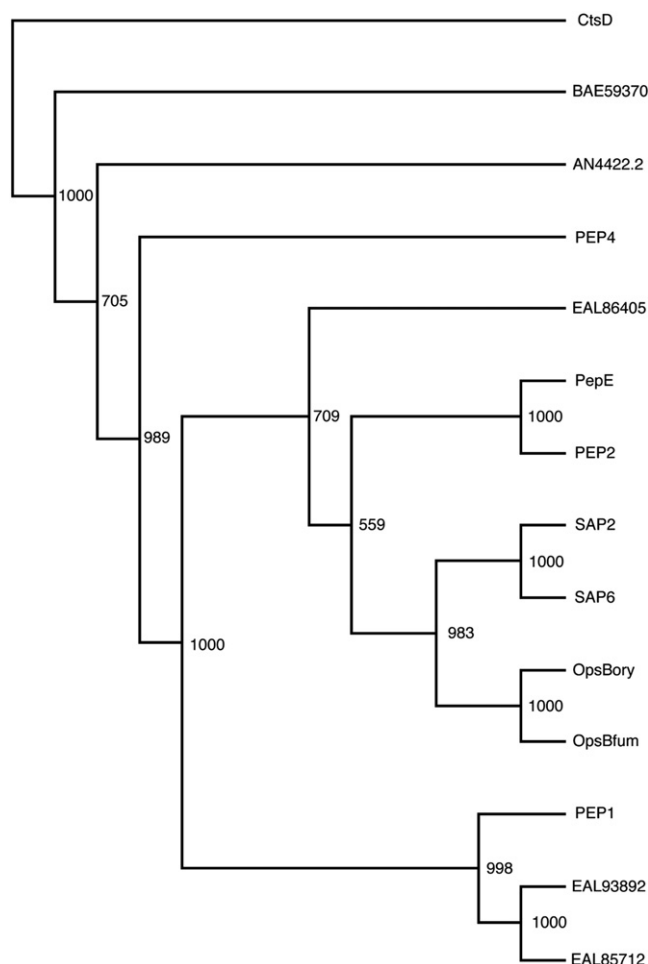 CtsD
BAE59370
AN4422.2
1000
PEP4
705
EAL86405
PepE
709
1000
989
PEP2
SAP2
559
1000
SAP6
983
1000
OpsBory
1000
OpsBfum
PEP1
998
EAL93892
1000
EAL85712